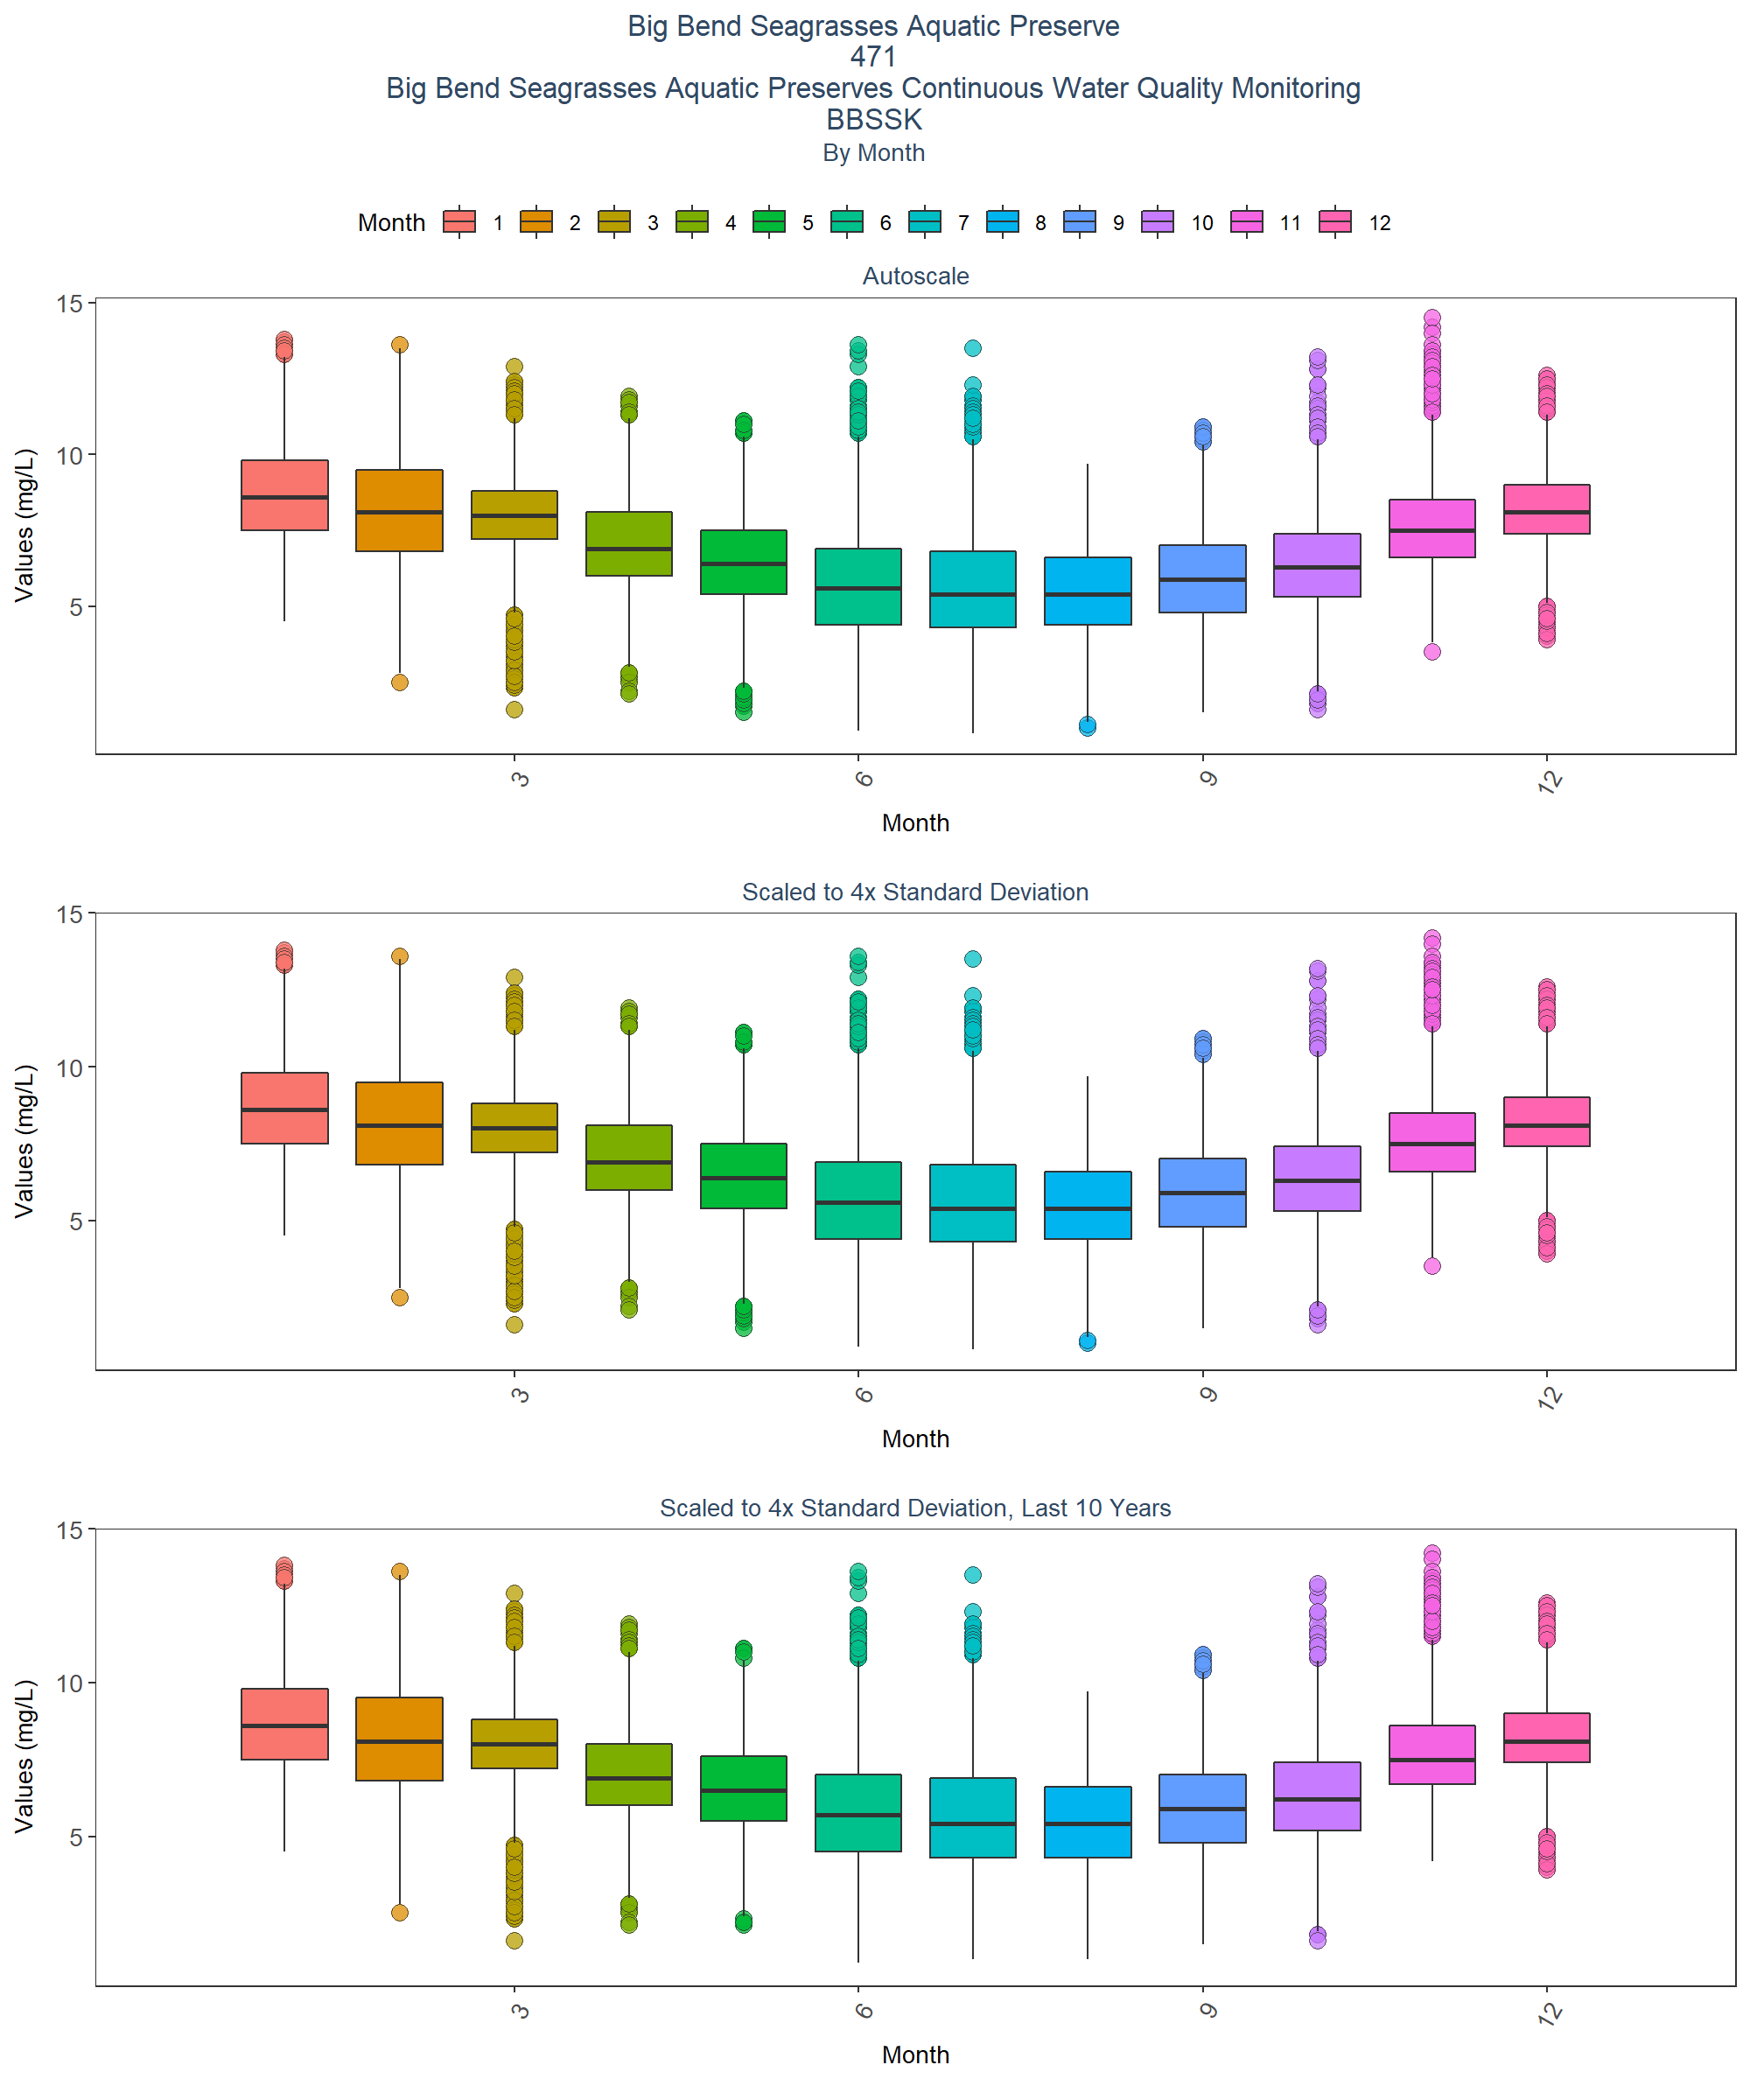 Big Bend Seagrasses Aquatic Preserve
471
Big Bend Seagrasses Aquatic Preserves Continuous Water Quality Monitoring
BBSSK
By Month
Month 1 2 3 4 5 6 7 8 9 10 11 12
Autoscale
15
10
5
Values (mg/L)
3 6 9 12
Month
Scaled to 4x Standard Deviation
15
10
5
Values (mg/L)
3 6 9 12
Month
Scaled to 4x Standard Deviation, Last 10 Years
15
10
5
Values (mg/L)
3 6 9 12
Month